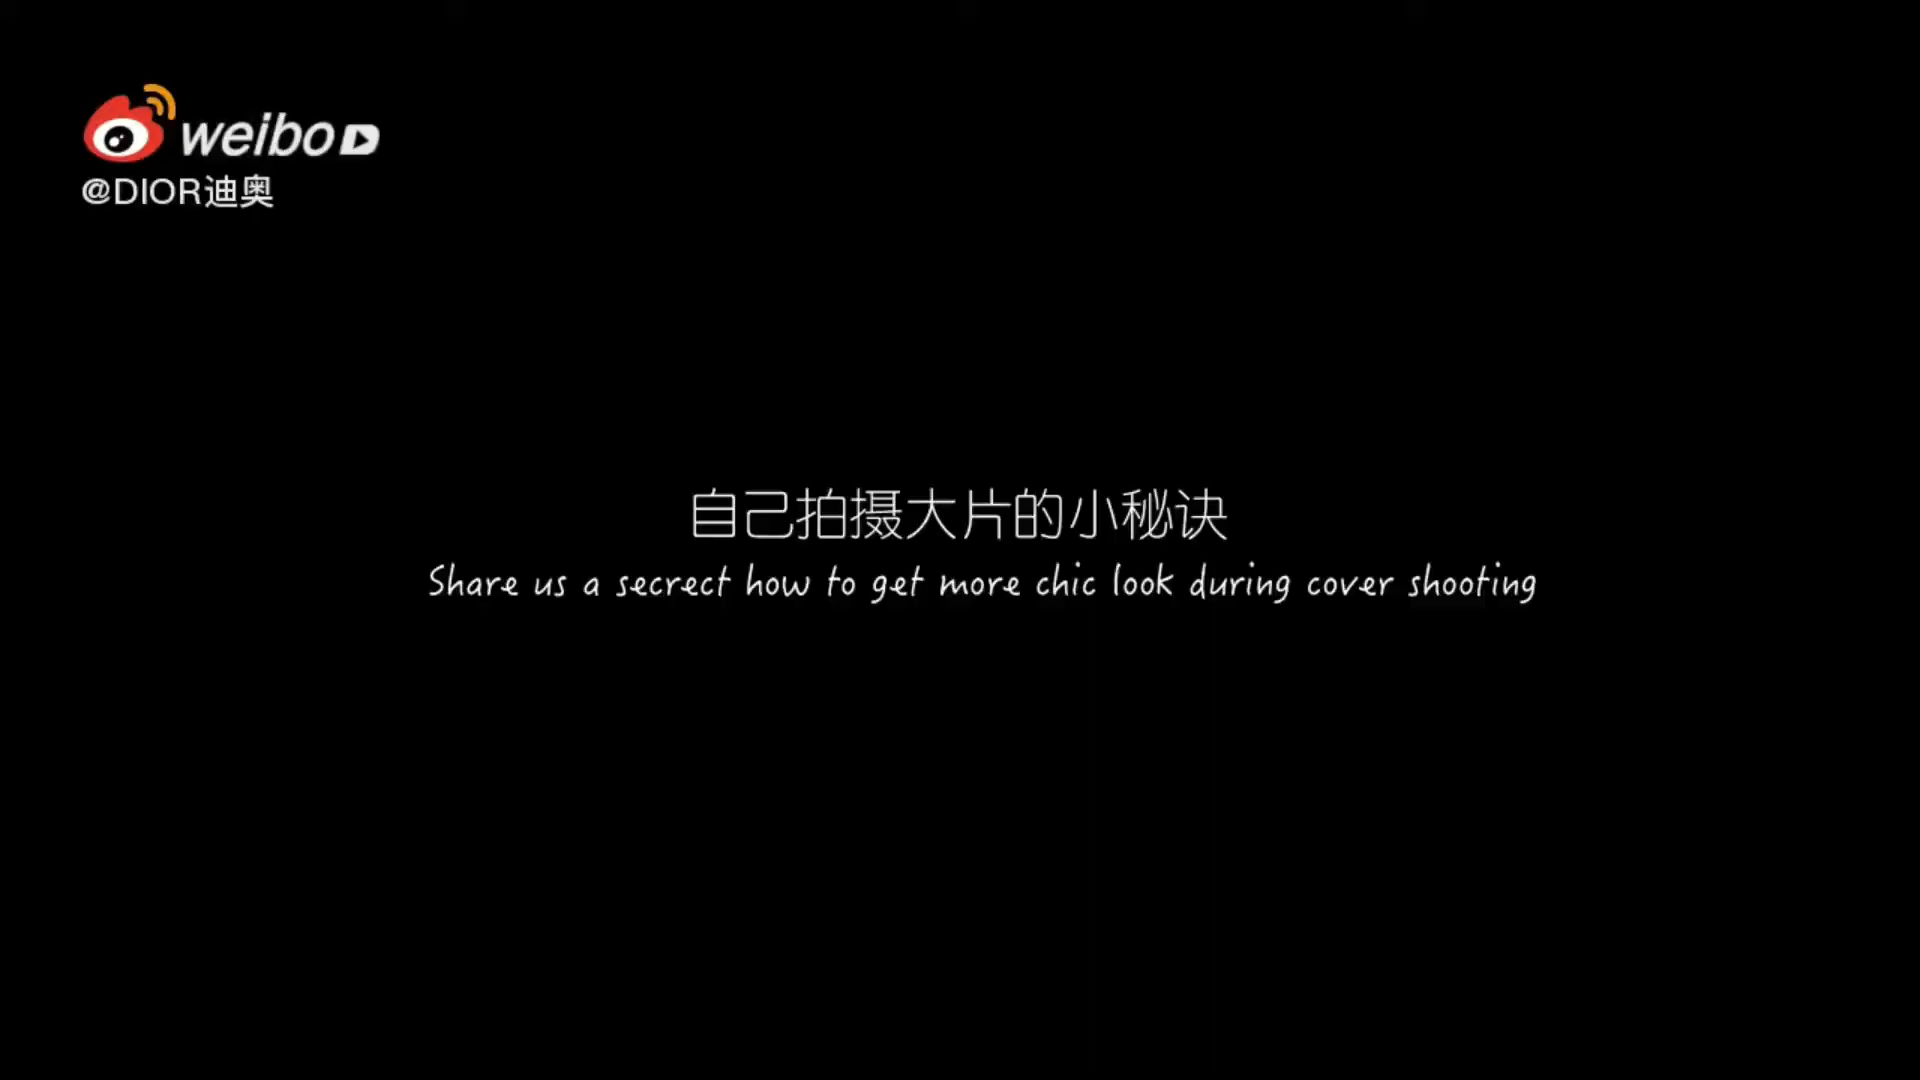 weibo
@DIOR迪奥
自己拍摄大片的小秘诀
Share us a secrect how to get more chic look during cover shooting